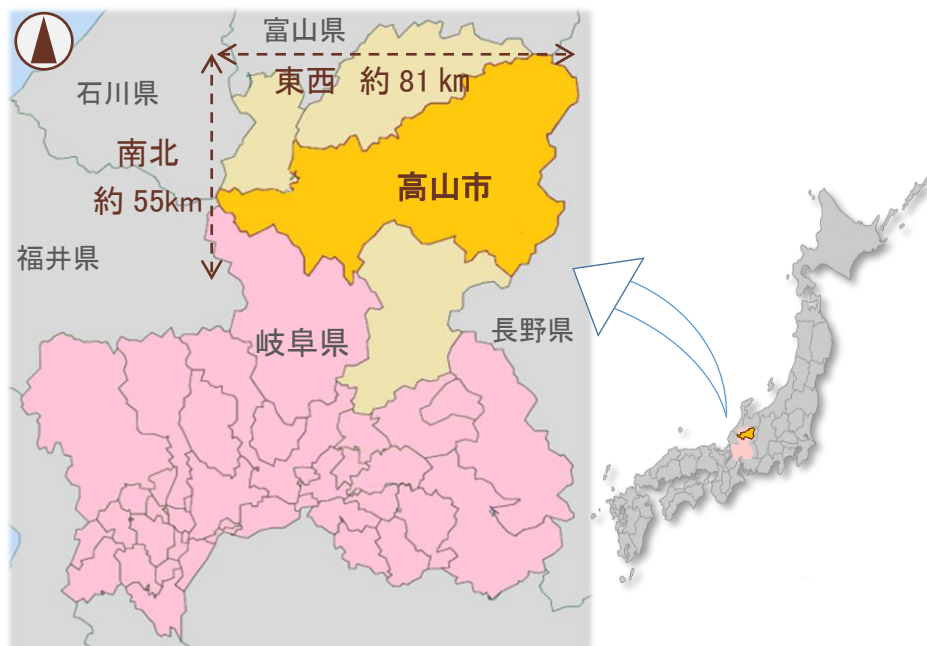 富山県
東西 約 81 km
石川県
南北
約 55km
高山市
福井県
岐阜県
長野県